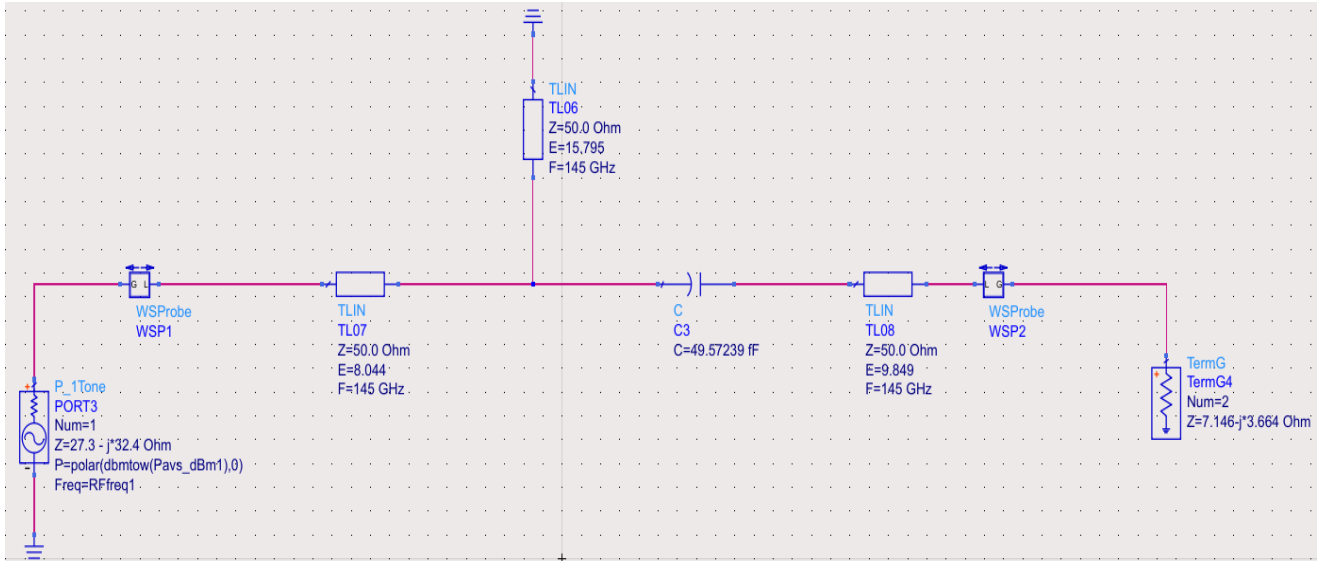 TLIN
TL06
Z=50.0 Ohm
E=15.795
F=145 GHz
G L
WSProbe
WSP1
TLIN
TL07
Z=50.0 Ohm
E=8.044
F=145 GHz
C
C3
C=49.57239 fF
TLIN
TL08
Z=50.0 Ohm
E=9.849
F=145 GHz
L G
WSProbe
WSP2
+
P_1Tone
PORT3
Num=1
Z=27.3 - j*32.4 Ohm
P=polar(dbmtow(Pavs_dBm1),0)
Freq=RFfreq1
-
+
TermG
TermG4
Num=2
Z=7.146-j*3.664 Ohm